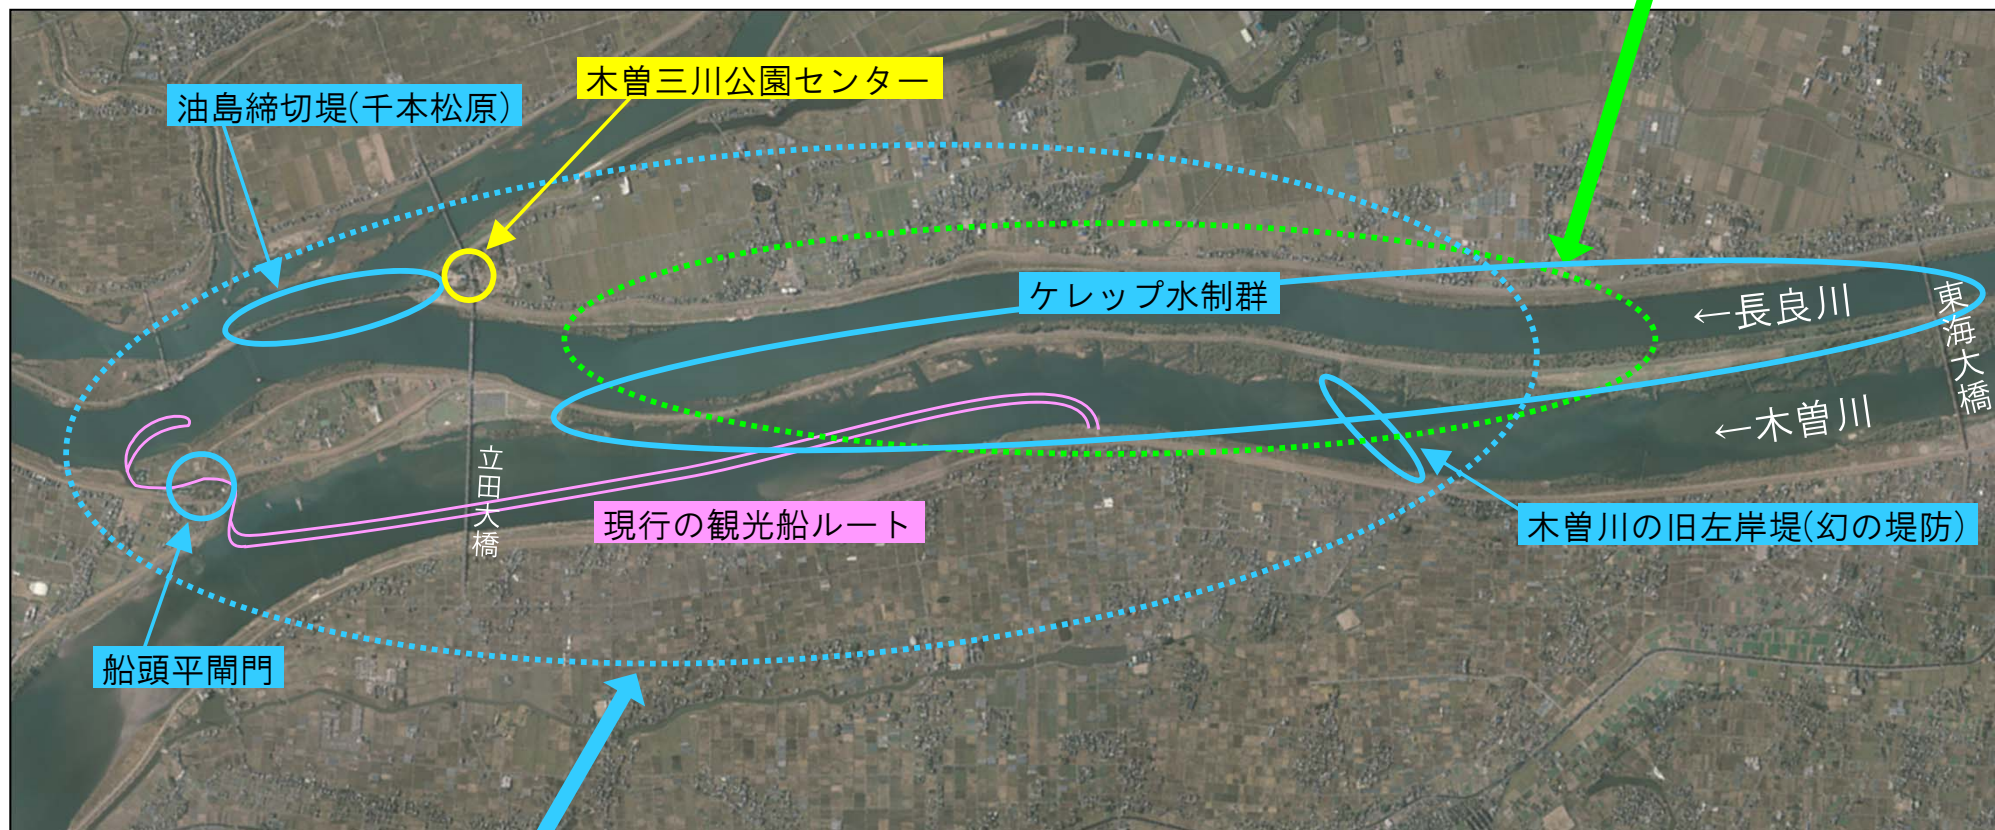 木曽三川公園センター
油島締切堤(千本松原)
ケレップ水制群
←長良川
東海大橋
←木曽川
立田大橋
現行の観光船ルート
木曽川の旧左岸堤(幻の堤防)
船頭平閘門